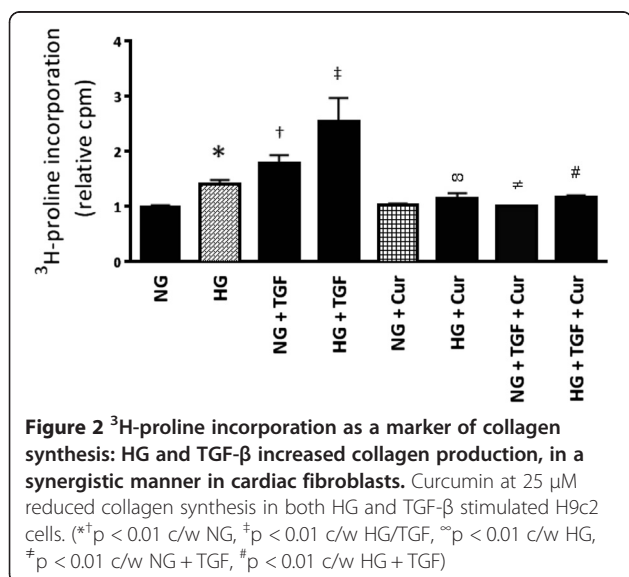 ³H-proline incorporation
(relative cpm)
4
3
2
1
0
*
†
‡
∞
≠
#
NG
HG
NG + TGF
HG + TGF
NG + Cur
HG + Cur
NG + TGF + Cur
HG + TGF + Cur
Figure 2 ³H-proline incorporation as a marker of collagen
synthesis: HG and TGF-β increased collagen production, in a
synergistic manner in cardiac fibroblasts. Curcumin at 25 μM
reduced collagen synthesis in both HG and TGF-β stimulated H9c2
cells. (*†p < 0.01 c/w NG, ‡p < 0.01 c/w HG/TGF, ∞p < 0.01 c/w HG,
≠p < 0.01 c/w NG + TGF, #p < 0.01 c/w HG + TGF)